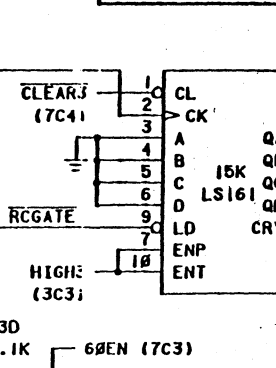 1
CLEAR3 CL
2
(7C4) CK
3
A Q
4
B Q
5 15K
C Q
6 LS161
D Q
9
RCGATE LD CR
7
ENP
10
HIGH3 ENT
(3C3)
3D
.1K 60EN (7C3)